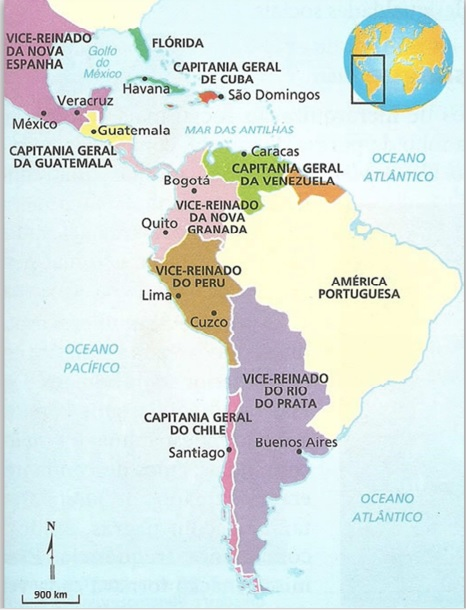 VICE-REINADO
DA NOVA
ESPANHA
Golfo
do
México
FLÓRIDA
CAPITANIA GERAL
DE CUBA
Havana
São Domingos
Veracruz
México
Guatemala
MAR DAS ANTILHAS
CAPITANIA GERAL
DA GUATEMALA
Caracas
CAPITANIA GERAL
DA VENEZUELA
OCEANO
ATLÂNTICO
Bogotá
VICE-REINADO
DA NOVA
GRANADA
Quito
VICE-REINADO
DO PERU
Lima
Cuzco
AMÉRICA
PORTUGUESA
OCEANO
PACÍFICO
VICE-REINADO
DO RIO
DO PRATA
CAPITANIA GERAL
DO CHILE
Santiago
Buenos Aires
OCEANO
ATLÂNTICO
N
900 km